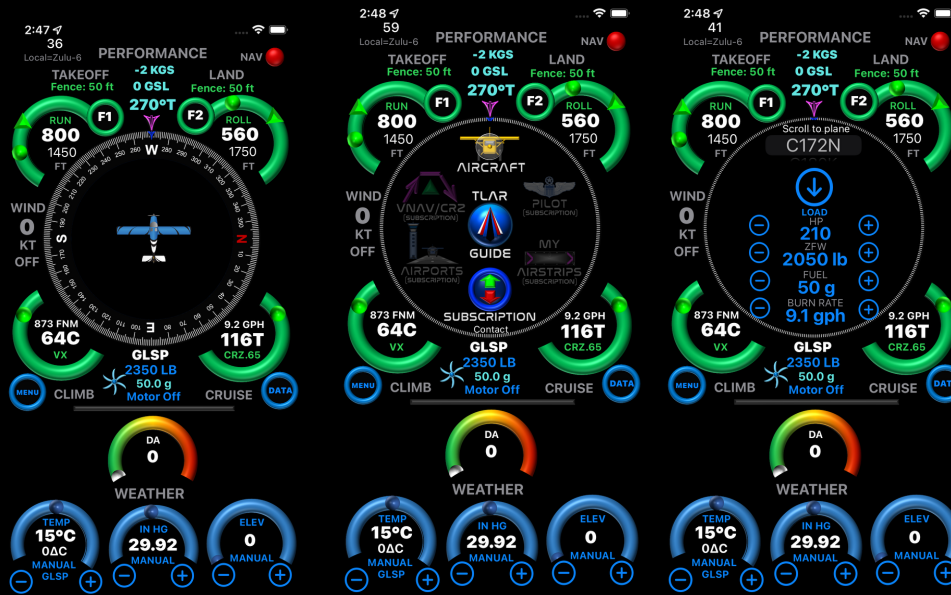 2:47
36
Local=Zulu-6
PERFORMANCE
NAV
TAKEOFF
Fence: 50 ft
-2 KGS
0 GSL
270°T
LAND
Fence: 50 ft
RUN
800
1450
FT
F1
F2
ROLL
560
1750
FT
W
280
300
N
10
E
S
260
WIND
0
KT
OFF
873 FNM
64C
VX
9.2 GPH
116T
CRZ.65
GLSP
2350 LB
50.0 g
Motor Off
MENU
CLIMB
CRUISE
DATA
DA
0
WEATHER
TEMP
15°C
0ΔC
MANUAL
GLSP
IN HG
29.92
MANUAL
ELEV
0
MANUAL
2:48
59
Local=Zulu-6
PERFORMANCE
NAV
TAKEOFF
Fence: 50 ft
-2 KGS
0 GSL
270°T
LAND
Fence: 50 ft
RUN
800
1450
FT
F1
F2
ROLL
560
1750
FT
AIRCRAFT
VNAV/CRZ
(SUBSCRIPTION)
TLAR
GUIDE
PILOT
(SUBSCRIPTION)
AIRPORTS
(SUBSCRIPTION)
MY
AIRSTRIPS
(SUBSCRIPTION)
SUBSCRIPTION
Contact
WIND
0
KT
OFF
873 FNM
64C
VX
9.2 GPH
116T
CRZ.65
GLSP
2350 LB
50.0 g
Motor Off
MENU
CLIMB
CRUISE
DATA
DA
0
WEATHER
TEMP
15°C
0ΔC
MANUAL
GLSP
IN HG
29.92
MANUAL
ELEV
0
MANUAL
2:48
41
Local=Zulu-6
PERFORMANCE
NAV
TAKEOFF
Fence: 50 ft
-2 KGS
0 GSL
270°T
LAND
Fence: 50 ft
RUN
800
1450
FT
F1
F2
ROLL
560
1750
FT
Scroll to plane
C172N
LOAD
HP
210
ZFW
2050 lb
FUEL
50 g
BURN RATE
9.1 gph
WIND
0
KT
OFF
873 FNM
64C
VX
9.2 GPH
116T
CRZ.65
GLSP
2350 LB
50.0 g
Motor Off
MENU
CLIMB
CRUISE
DATA
DA
0
WEATHER
TEMP
15°C
0ΔC
MANUAL
GLSP
IN HG
29.92
MANUAL
ELEV
0
MANUAL